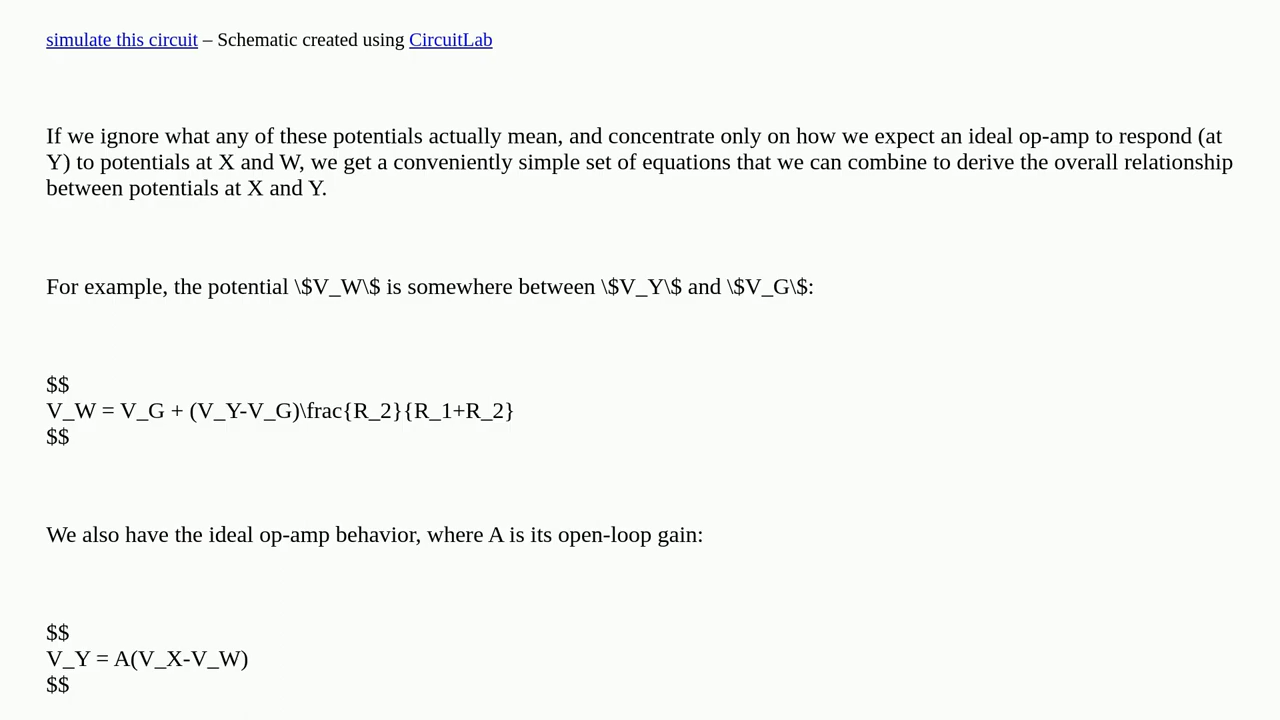 simulate this circuit – Schematic created using CircuitLab
If we ignore what any of these potentials actually mean, and concentrate only on how we expect an ideal op-amp to respond (at
Y) to potentials at X and W, we get a conveniently simple set of equations that we can combine to derive the overall relationship
between potentials at X and Y.
For example, the potential \$V_W\$ is somewhere between \$V_Y\$ and \$V_G\$:
$$
V_W = V_G + (V_Y-V_G)\frac{R_2}{R_1+R_2}
$$
We also have the ideal op-amp behavior, where A is its open-loop gain:
$$
V_Y = A(V_X-V_W)
$$